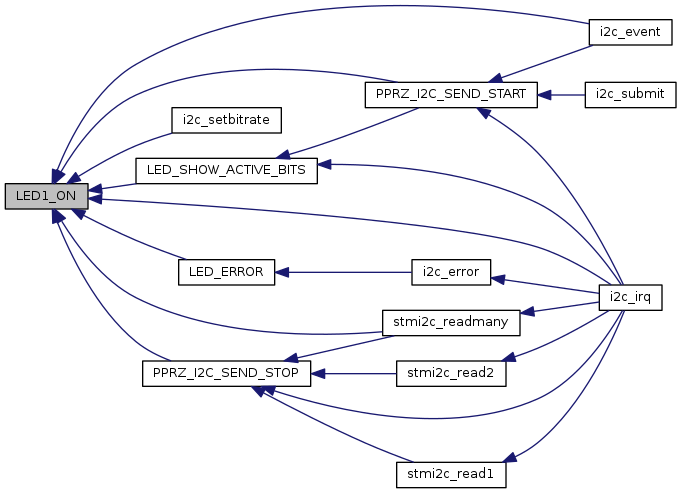 i2c_event
PPRZ_I2C_SEND_START
i2c_submit
i2c_setbitrate
LED_SHOW_ACTIVE_BITS
LED1_ON
LED_ERROR
i2c_error
i2c_irq
stmi2c_readmany
PPRZ_I2C_SEND_STOP
stmi2c_read2
stmi2c_read1